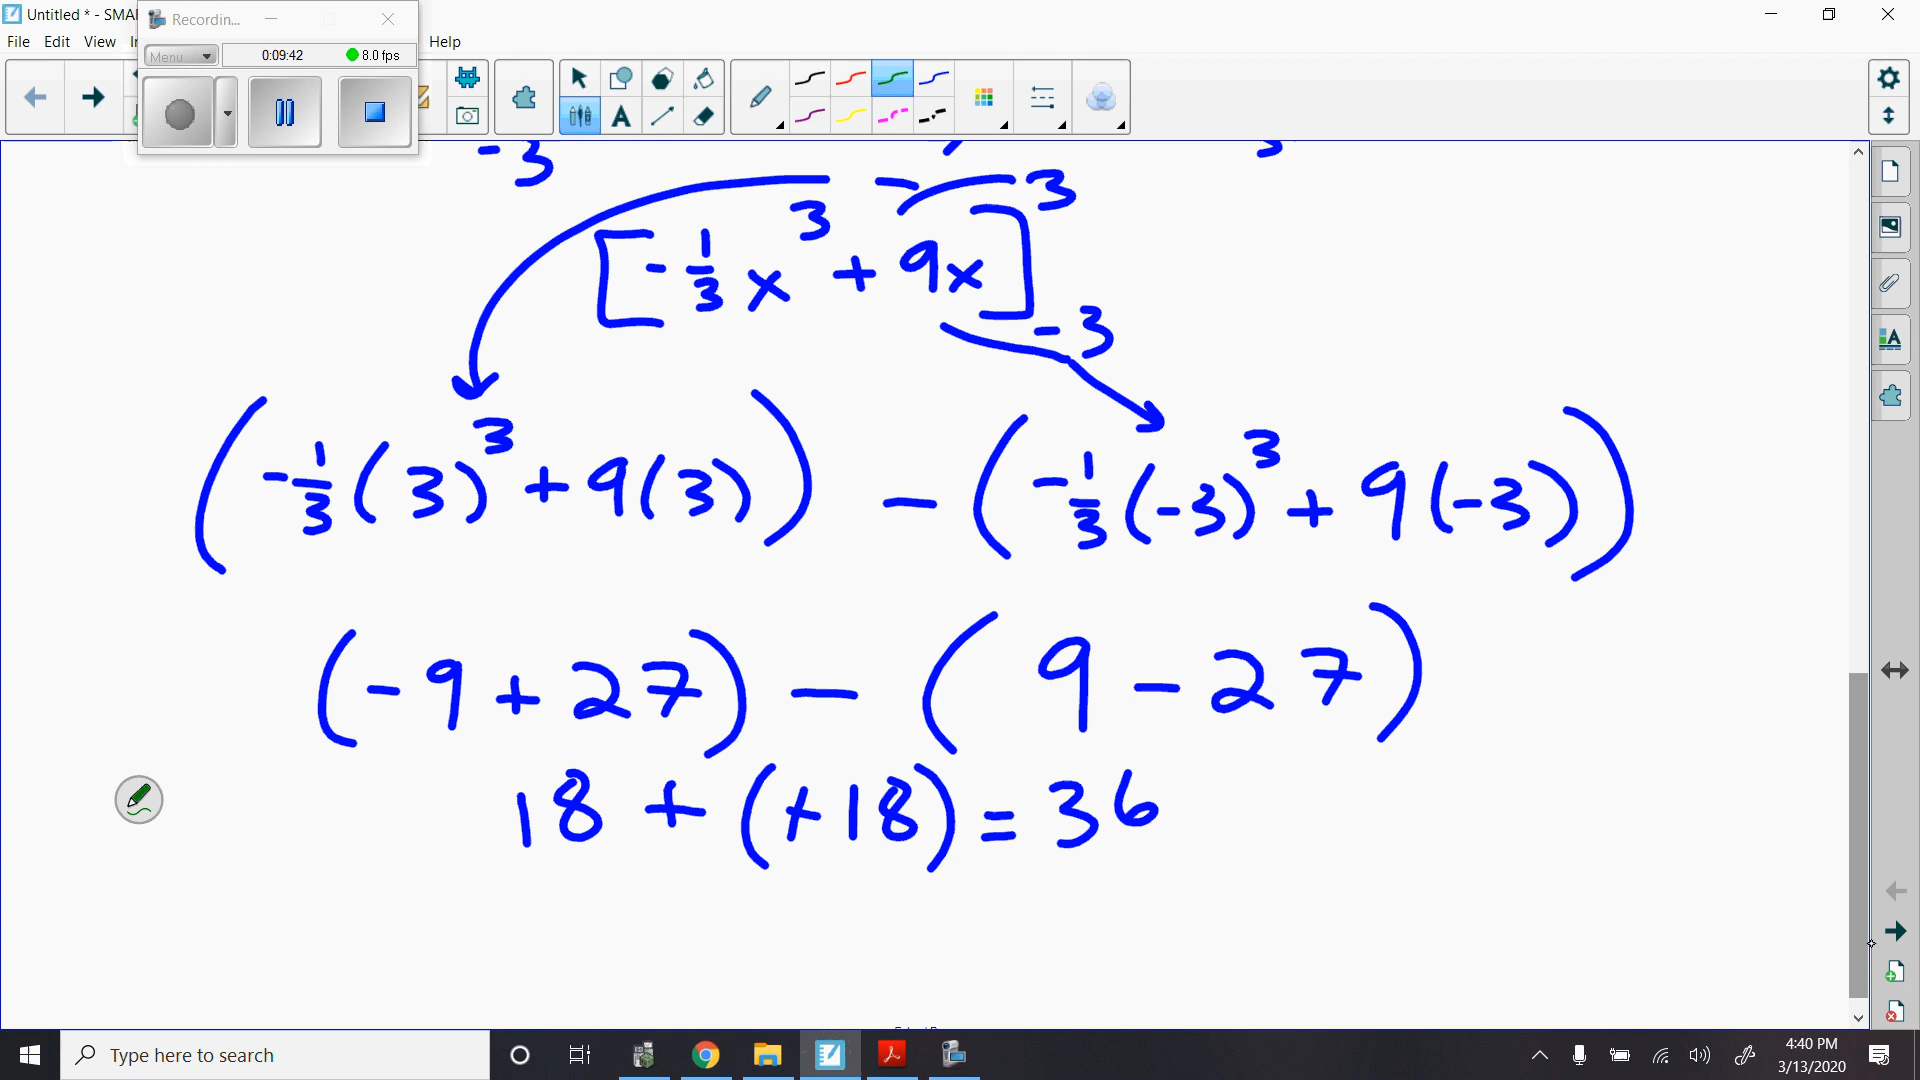 Untitled * - SMA
Recordin...
File Edit View In Help
Menu 0:09:42 8.0 fps
-3
3
[-1/3 x^3 + 9x] 3 -3
(-1/3 (3)^3 + 9(3)) - (-1/3 (-3)^3 + 9(-3))
(-9 + 27) - (9 - 27)
18 + (+18) = 36
Type here to search
4:40 PM
3/13/2020